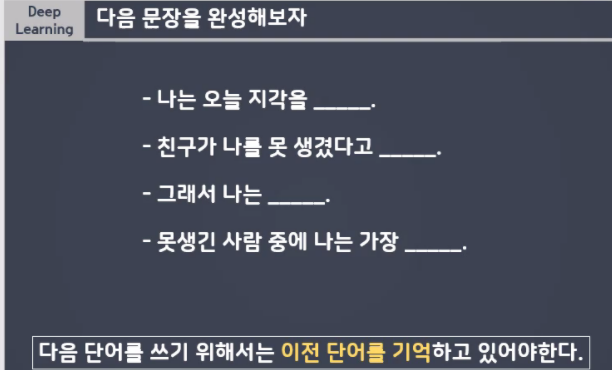 Deep
Learning
다음 문장을 완성해보자
- 나는 오늘 지각을 _____.
- 친구가 나를 못 생겼다고 _____.
- 그래서 나는 _____.
- 못생긴 사람 중에 나는 가장 _____.
다음 단어를 쓰기 위해서는 이전 단어를 기억하고 있어야한다.